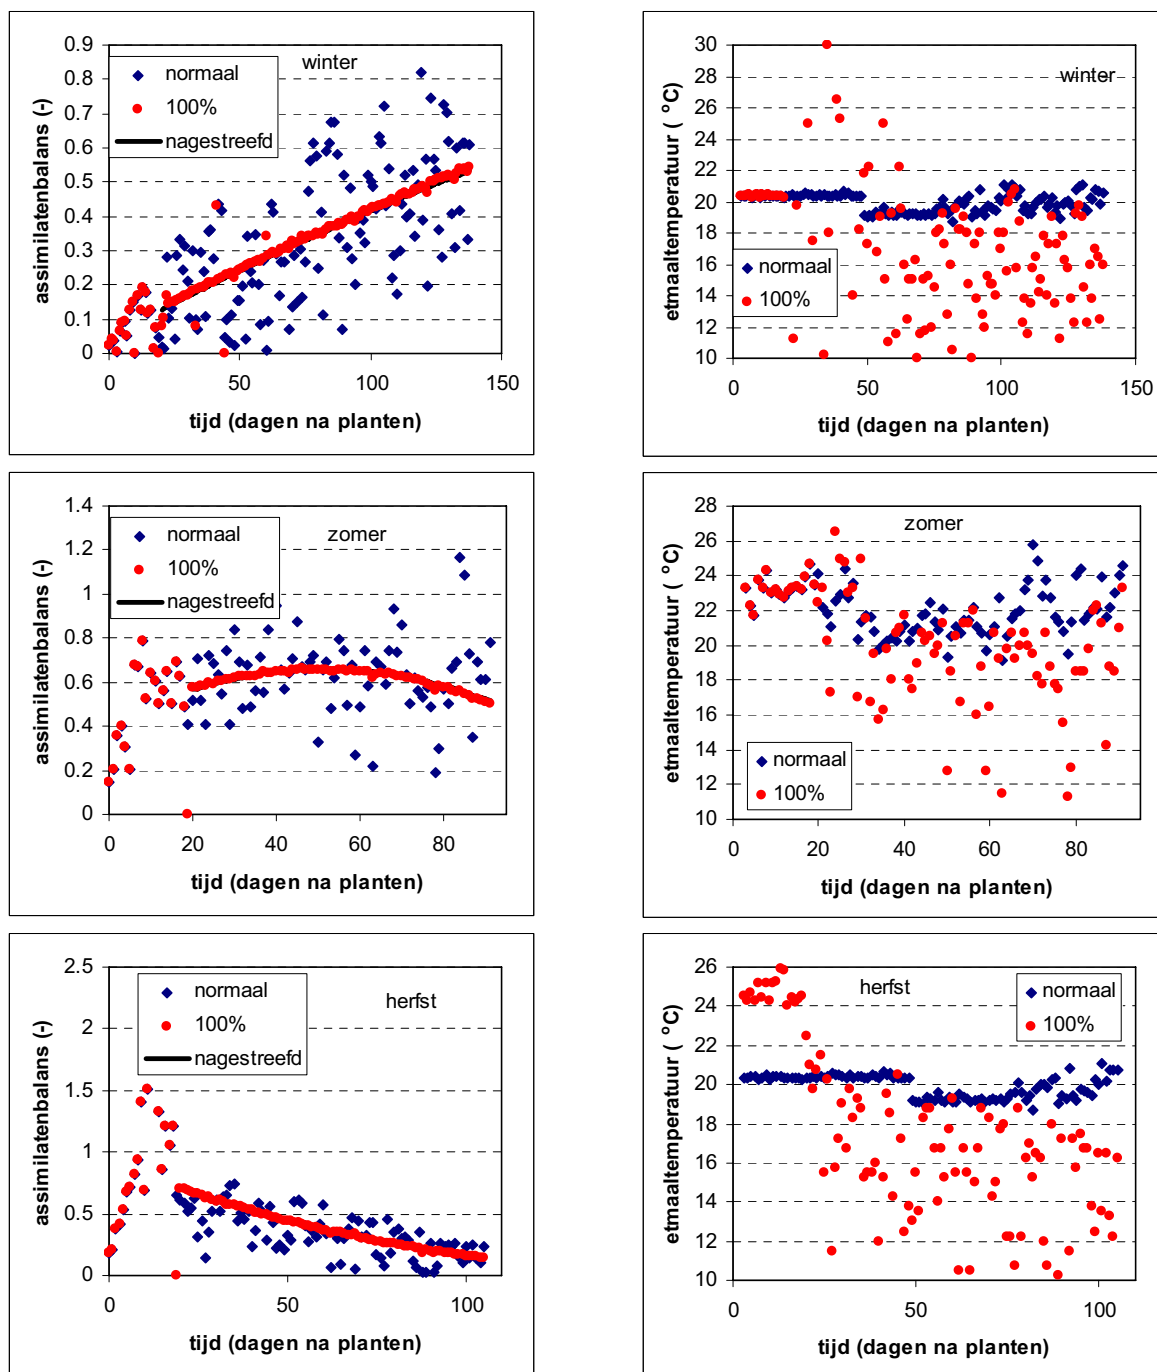 0.9
0.8
0.7
0.6
0.5
0.4
0.3
0.2
0.1
0
assimilatenbalans (-)
normaal
100%
nagestreefd
winter
0 50 100 150
tijd (dagen na planten)
30
28
26
24
22
20
18
16
14
12
10
etmaaltemperatuur ( °C)
winter
normaal
100%
0 50 100 150
tijd (dagen na planten)
1.4
1.2
1
0.8
0.6
0.4
0.2
0
assimilatenbalans (-)
normaal
100%
nagestreefd
zomer
0 20 40 60 80
tijd (dagen na planten)
28
26
24
22
20
18
16
14
12
10
etmaaltemperatuur ( °C)
zomer
normaal
100%
0 20 40 60 80
tijd (dagen na planten)
2.5
2
1.5
1
0.5
0
assimilatenbalans (-)
normaal
100%
nagestreefd
herfst
0 50 100
tijd (dagen na planten)
26
24
22
20
18
16
14
12
10
etmaaltemperatuur ( °C)
herfst
normaal
100%
0 50 100
tijd (dagen na planten)